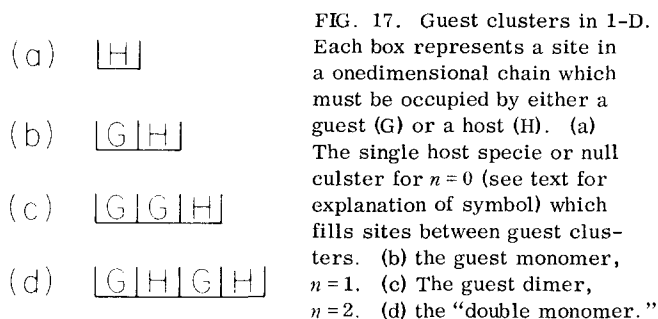 (a) H
(b) G H
(c) G G H
(d) G H G H
FIG. 17. Guest clusters in 1-D.
Each box represents a site in
a onedimensional chain which
must be occupied by either a
guest (G) or a host (H). (a)
The single host specie or null
culster for n = 0 (see text for
explanation of symbol) which
fills sites between guest clus-
ters. (b) the guest monomer,
n = 1. (c) The guest dimer,
n = 2. (d) the “double monomer.”